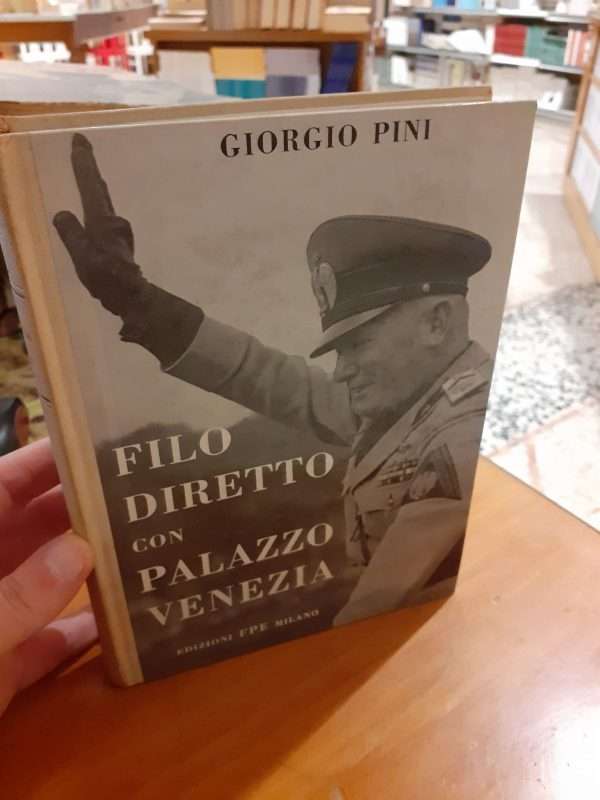 GIORGIO PINI
FILO
DIRETTO
CON
PALAZZO
VENEZIA
EDIZIONI FPE MILANO